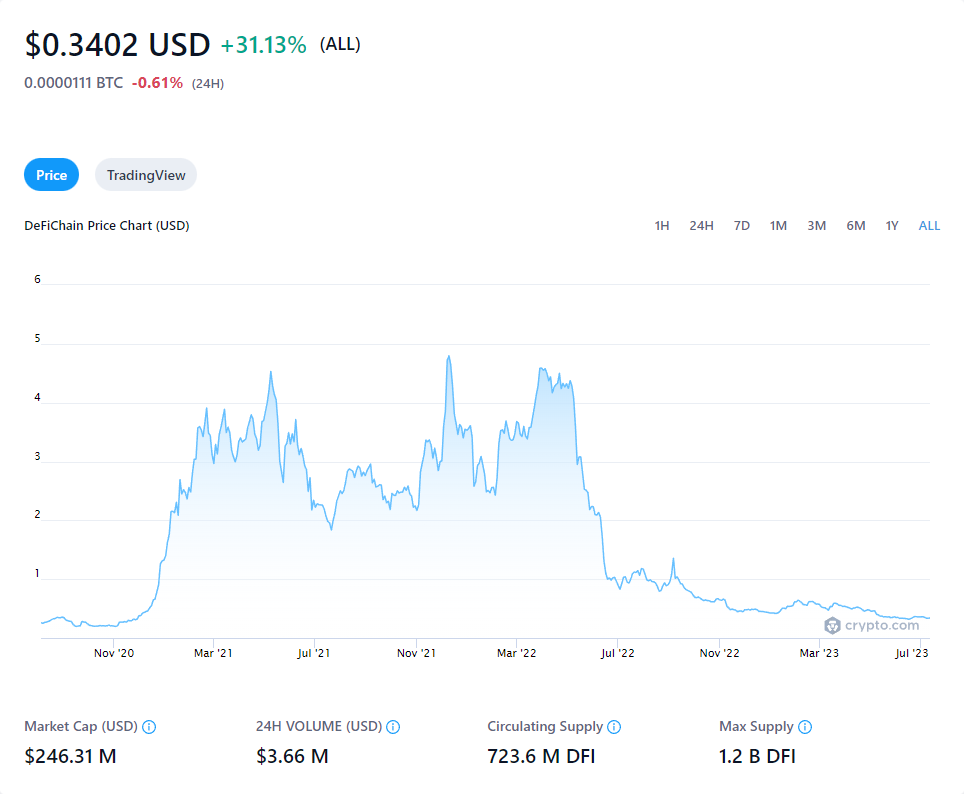 $0.3402 USD +31.13% (ALL)
0.0000111 BTC -0.61% (24H)
Price TradingView
DeFiChain Price Chart (USD) 1H 24H 7D 1M 3M 6M 1Y ALL
6
5
4
3
2
1
crypto.com
Nov '20 Mar '21 Jul '21 Nov '21 Mar '22 Jul '22 Nov '22 Mar '23 Jul '23
Market Cap (USD) 24H VOLUME (USD) Circulating Supply Max Supply
$246.31 M $3.66 M 723.6 M DFI 1.2 B DFI